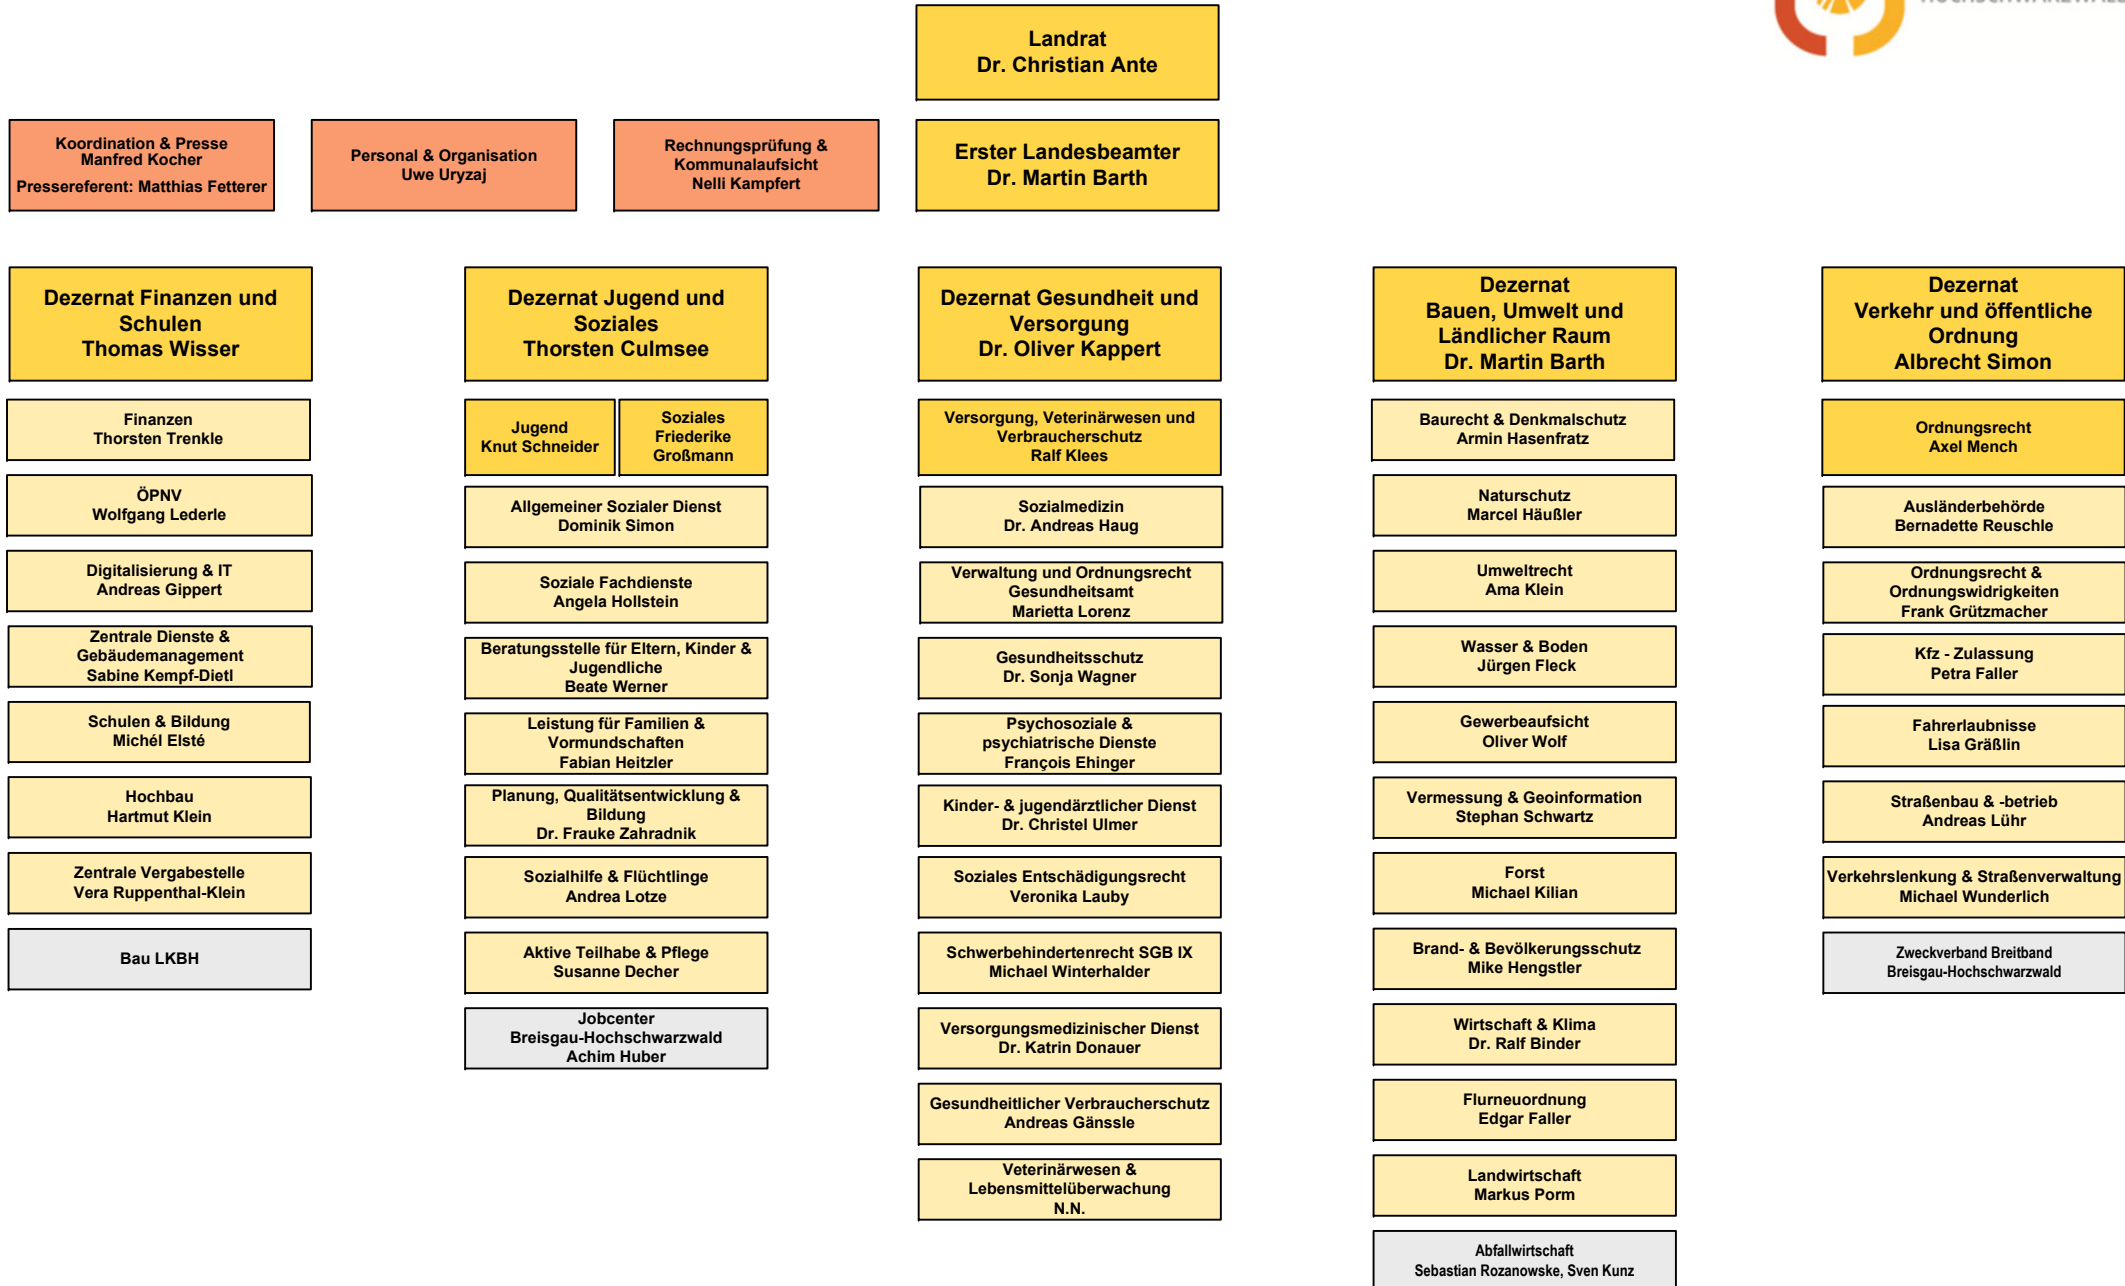 Landrat
Dr. Christian Ante
Koordination & Presse
Manfred Kocher
Pressereferent: Matthias Fetterer
Personal & Organisation
Uwe Uryzaj
Rechnungsprüfung &
Kommunalaufsicht
Nelli Kampfert
Erster Landesbeamter
Dr. Martin Barth
Dezernat Finanzen und
Schulen
Thomas Wisser
Finanzen
Thorsten Trenkle
ÖPNV
Wolfgang Lederle
Digitalisierung & IT
Andreas Gippert
Zentrale Dienste &
Gebäudemanagement
Sabine Kempf-Dietl
Schulen & Bildung
Michél Elsté
Hochbau
Hartmut Klein
Zentrale Vergabestelle
Vera Ruppenthal-Klein
Bau LKBH
Dezernat Jugend und
Soziales
Thorsten Culmsee
Jugend
Knut Schneider
Soziales
Friederike
Großmann
Allgemeiner Sozialer Dienst
Dominik Simon
Soziale Fachdienste
Angela Hollstein
Beratungsstelle für Eltern, Kinder &
Jugendliche
Beate Werner
Leistung für Familien &
Vormundschaften
Fabian Heitzler
Planung, Qualitätsentwicklung &
Bildung
Dr. Frauke Zahradnik
Sozialhilfe & Flüchtlinge
Andrea Lotze
Aktive Teilhabe & Pflege
Susanne Decher
Jobcenter
Breisgau-Hochschwarzwald
Achim Huber
Dezernat Gesundheit und
Versorgung
Dr. Oliver Kappert
Versorgung, Veterinärwesen und
Verbraucherschutz
Ralf Klees
Sozialmedizin
Dr. Andreas Haug
Verwaltung und Ordnungsrecht
Gesundheitsamt
Marietta Lorenz
Gesundheitsschutz
Dr. Sonja Wagner
Psychosoziale &
psychiatrische Dienste
François Ehinger
Kinder- & jugendärztlicher Dienst
Dr. Christel Ulmer
Soziales Entschädigungsrecht
Veronika Lauby
Schwerbehindertenrecht SGB IX
Michael Winterhalder
Versorgungsmedizinischer Dienst
Dr. Katrin Donauer
Gesundheitlicher Verbraucherschutz
Andreas Gänssle
Veterinärwesen &
Lebensmittelüberwachung
N.N.
Dezernat
Bauen, Umwelt und
Ländlicher Raum
Dr. Martin Barth
Baurecht & Denkmalschutz
Armin Hasenfratz
Naturschutz
Marcel Häußler
Umweltrecht
Ama Klein
Wasser & Boden
Jürgen Fleck
Gewerbeaufsicht
Oliver Wolf
Vermessung & Geoinformation
Stephan Schwartz
Forst
Michael Kilian
Brand- & Bevölkerungsschutz
Mike Hengstler
Wirtschaft & Klima
Dr. Ralf Binder
Flurneuordnung
Edgar Faller
Landwirtschaft
Markus Porm
Abfallwirtschaft
Sebastian Rozanowske, Sven Kunz
Dezernat
Verkehr und öffentliche
Ordnung
Albrecht Simon
Ordnungsrecht
Axel Mench
Ausländerbehörde
Bernadette Reuschle
Ordnungsrecht &
Ordnungswidrigkeiten
Frank Grützmacher
Kfz - Zulassung
Petra Faller
Fahrerlaubnisse
Lisa Gräßlin
Straßenbau & -betrieb
Andreas Lühr
Verkehrslenkung & Straßenverwaltung
Michael Wunderlich
Zweckverband Breitband
Breisgau-Hochschwarzwald